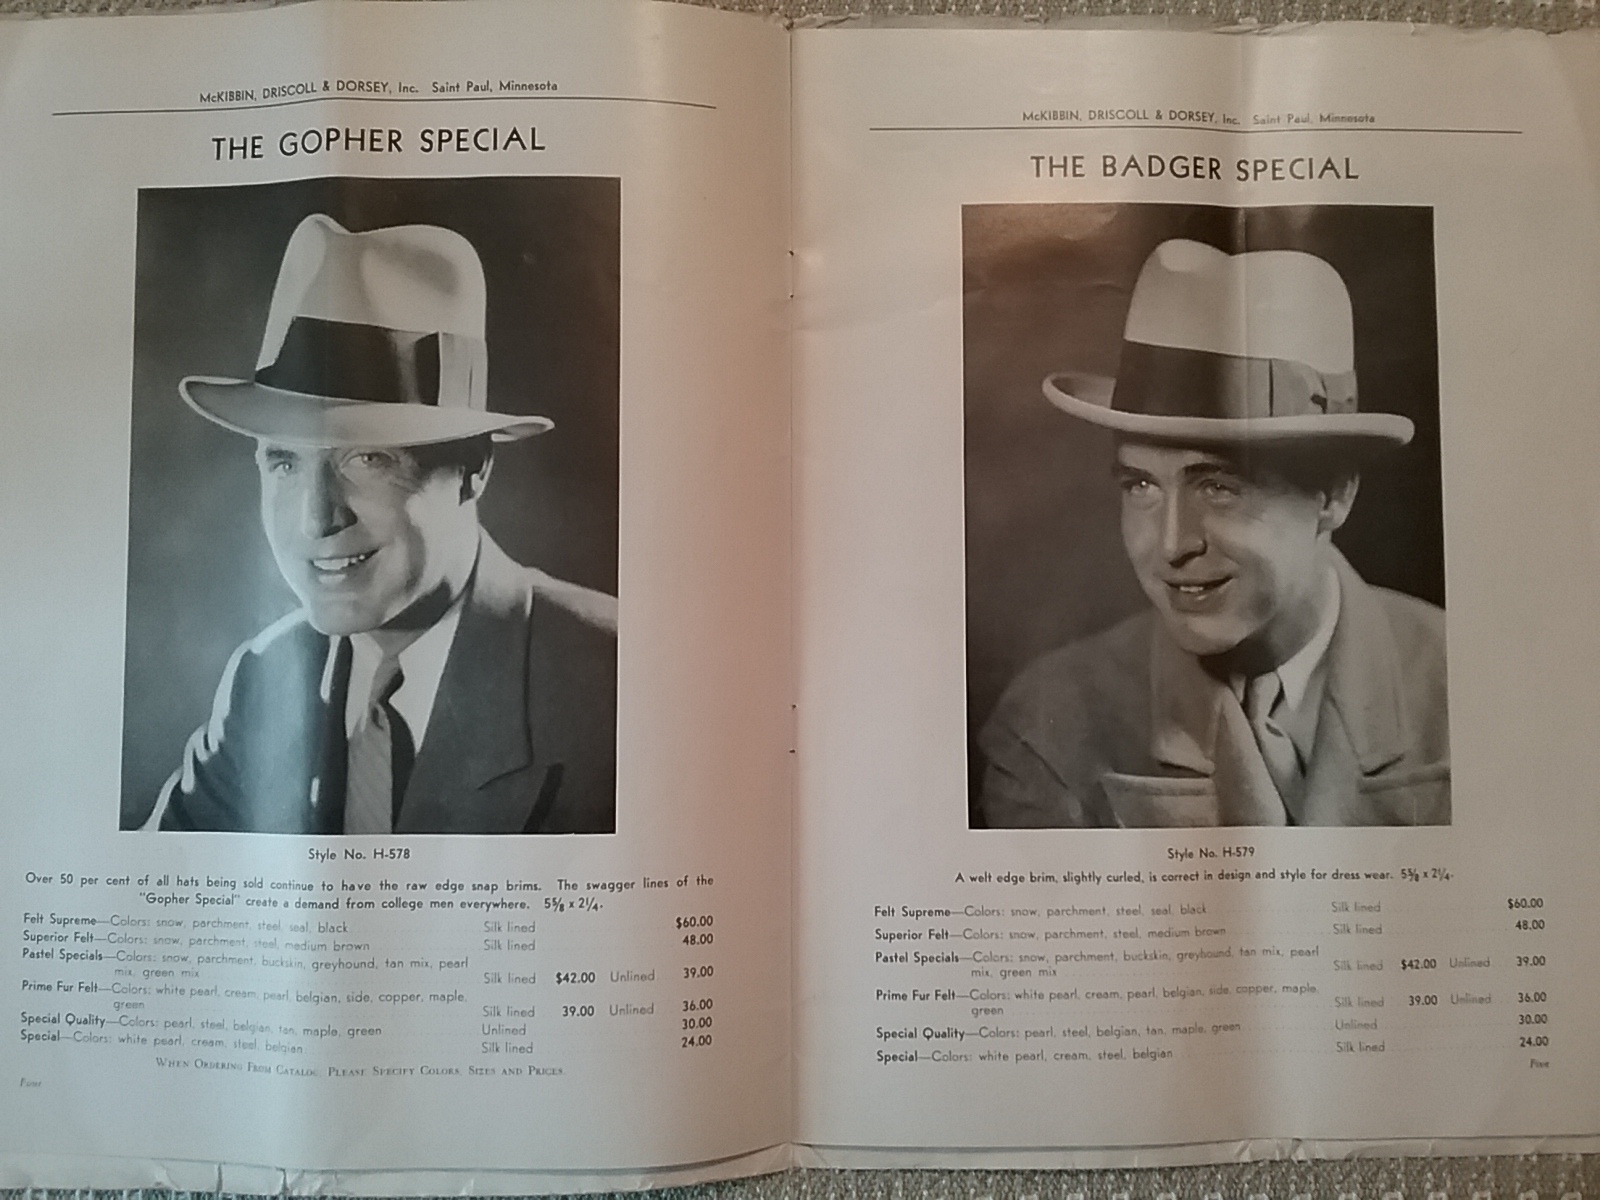 McKIBBIN, DRISCOLL & DORSEY, Inc. Saint Paul, Minnesota
THE GOPHER SPECIAL
Style No. H-578
Over 50 per cent of all hats being sold continue to have the raw edge snap brims. The swagger lines of the
"Gopher Special" create a demand from college men everywhere. 5⅝ x 2¼.
Felt Supreme—Colors: snow, parchment, steel, seal, black Silk lined $60.00
Superior Felt—Colors: snow, parchment, steel, medium brown Silk lined 48.00
Pastel Specials—Colors: snow, parchment, buckskin, greyhound, tan mix, pearl
mix, green mix Silk lined $42.00 Unlined 39.00
Prime Fur Felt—Colors: white pearl, cream, pearl, belgian, side, copper, maple,
green Silk lined 39.00 Unlined 36.00
Special Quality—Colors: pearl, steel, belgian, tan, maple, green Unlined 30.00
Special—Colors: white pearl, cream, steel, belgian Silk lined 24.00
When Ordering From Catalog, Please Specify Colors, Sizes and Prices.
Four
McKIBBIN, DRISCOLL & DORSEY, Inc. Saint Paul, Minnesota
THE BADGER SPECIAL
Style No. H-579
A welt edge brim, slightly curled, is correct in design and style for dress wear. 5⅝ x 2¼.
Felt Supreme—Colors: snow, parchment, steel, seal, black Silk lined $60.00
Superior Felt—Colors: snow, parchment, steel, medium brown Silk lined 48.00
Pastel Specials—Colors: snow, parchment, buckskin, greyhound, tan mix, pearl
mix, green mix Silk lined $42.00 Unlined 39.00
Prime Fur Felt—Colors: white pearl, cream, pearl, belgian, side, copper, maple,
green Silk lined 39.00 Unlined 36.00
Special Quality—Colors: pearl, steel, belgian, tan, maple, green Unlined 30.00
Special—Colors: white pearl, cream, steel, belgian Silk lined 24.00
Five